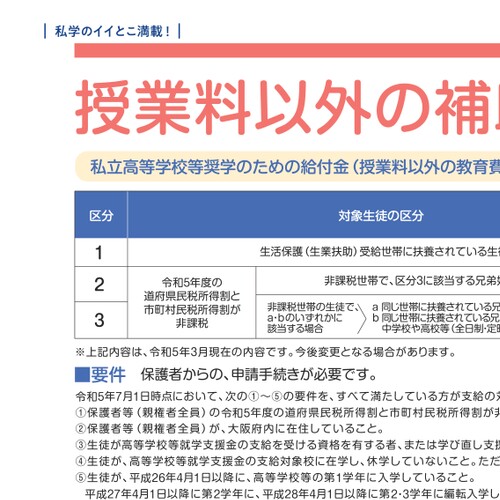 私学のイイとこ満載！
授業料以外の補
私立高等学校等奨学のための給付金（授業料以外の教育費
区分
対象生徒の区分
1
生活保護（生業扶助）受給世帯に扶養されている生
2
令和5年度の
道府県民税所得割と
市町村民税所得割が
非課税
非課税世帯で、区分3に該当する兄弟
3
非課税世帯の生徒で、
a・bのいずれかに
該当する場合
a 同じ世帯に扶養されている兄
b 同じ世帯に扶養されている兄
中学校や高校等（全日制・定
※上記内容は、令和5年3月現在の内容です。今後変更となる場合があります。
■要件 保護者からの、申請手続きが必要です。
令和5年7月1日時点において、次の①～⑤の要件を、すべて満たしている方が支給の対
①保護者等（親権者全員）の令和5年度の道府県民税所得割と市町村民税所得割が非
②保護者等（親権者全員）が、大阪府内に在住していること。
③生徒が高等学校等就学支援金の支給を受ける資格を有する者、または学び直し支援
④生徒が、高等学校等就学支援金の支給対象校に在学し、休学していないこと。ただ
⑤生徒が、平成26年4月1日以降に、高等学校等の第1学年に入学していること。
平成27年4月1日以降に第2学年に、平成28年4月1日以降に第2・3学年に編転入学し